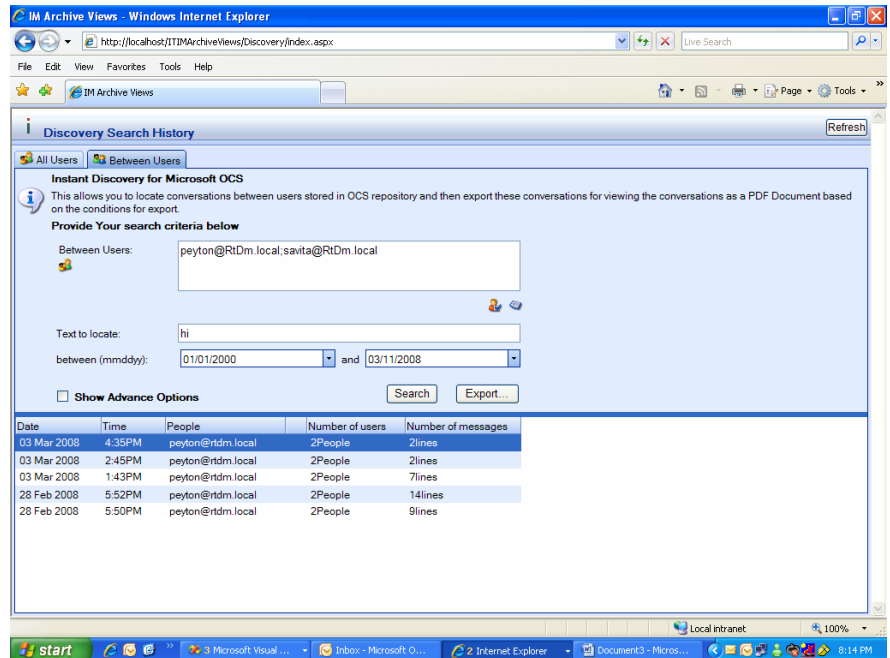 IM Archive Views - Windows Internet Explorer
http://localhost/ITIMArchiveViews/Discovery/index.aspx
Live Search
File Edit View Favorites Tools Help
IM Archive Views
Page Tools
i Discovery Search History
Refresh
All Users Between Users
Instant Discovery for Microsoft OCS
This allows you to locate conversations between users stored in OCS repository and then export these conversations for viewing the conversations as a PDF Document based
on the conditions for export.
Provide Your search criteria below
Between Users:
peyton@RtDm.local;savita@RtDm.local
Text to locate:
hi
between (mmddyy):
01/01/2000 and 03/11/2008
Show Advance Options
Search Export...
Date Time People Number of users Number of messages
03 Mar 2008 4:35PM peyton@rtdm.local 2People 2lines
03 Mar 2008 2:45PM peyton@rtdm.local 2People 2lines
03 Mar 2008 1:43PM peyton@rtdm.local 2People 7lines
28 Feb 2008 5:52PM peyton@rtdm.local 2People 14lines
28 Feb 2008 5:50PM peyton@rtdm.local 2People 9lines
Local intranet 100%
start 3 Microsoft Visual ... Inbox - Microsoft O... 2 Internet Explorer Document3 - Micros... 8:14 PM